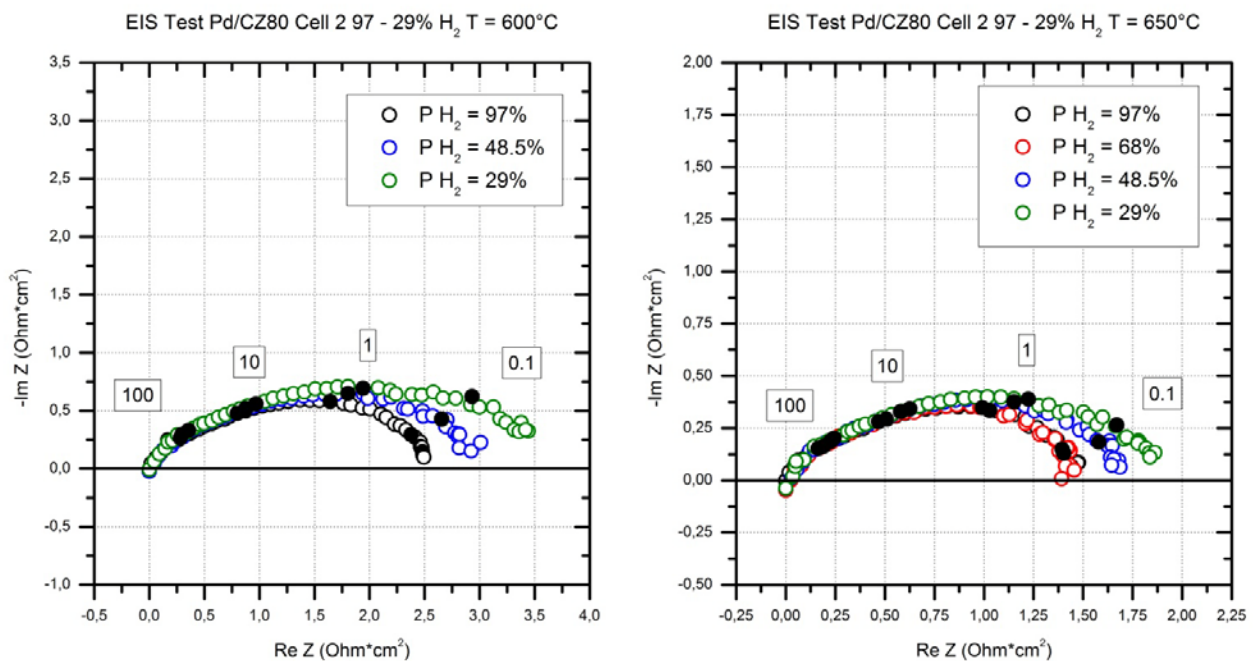 EIS Test Pd/CZ80 Cell 2 97 - 29% H₂ T = 600°C
3,5
3,0
2,5
2,0
1,5
1,0
0,5
0,0
-0,5
-1,0
-Im Z (Ohm*cm²)
P H₂ = 97%
P H₂ = 48.5%
P H₂ = 29%
100
10
1
0.1
-0,5 0,0 0,5 1,0 1,5 2,0 2,5 3,0 3,5 4,0
Re Z (Ohm*cm²)
EIS Test Pd/CZ80 Cell 2 97 - 29% H₂ T = 650°C
2,00
1,75
1,50
1,25
1,00
0,75
0,50
0,25
0,00
-0,25
-0,50
-Im Z (Ohm*cm²)
P H₂ = 97%
P H₂ = 68%
P H₂ = 48.5%
P H₂ = 29%
100
10
1
0.1
-0,25 0,00 0,25 0,50 0,75 1,00 1,25 1,50 1,75 2,00 2,25
Re Z (Ohm*cm²)